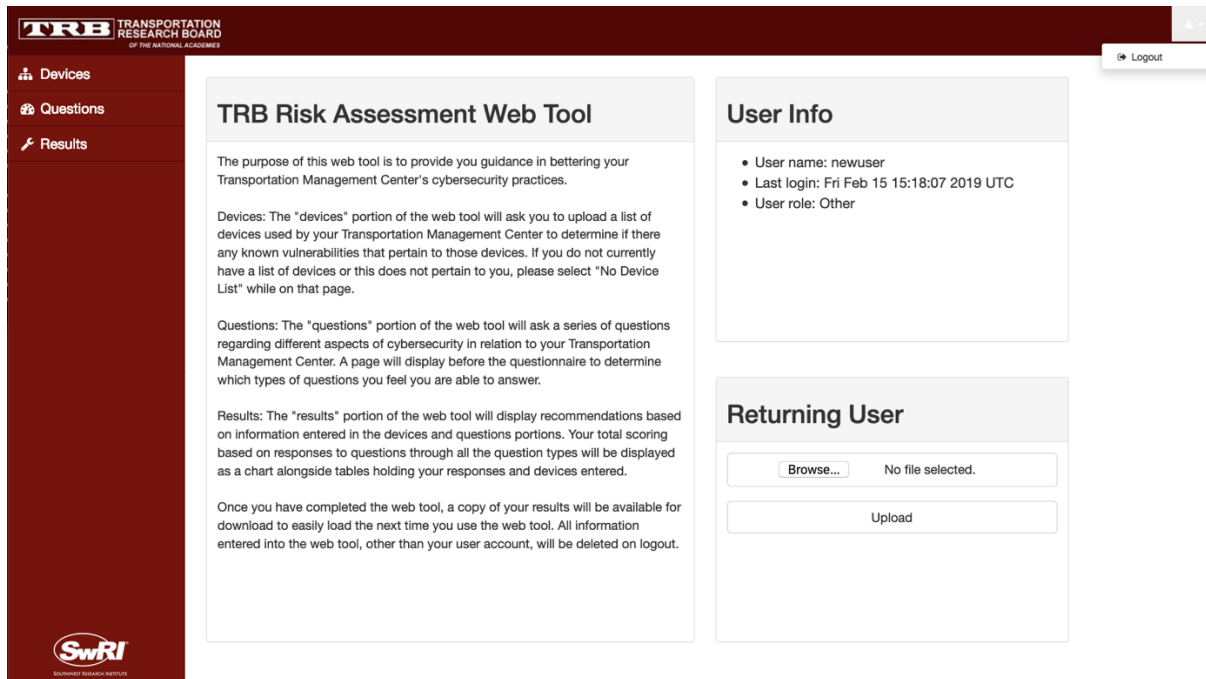 TRB TRANSPORTATION
RESEARCH BOARD
OF THE NATIONAL ACADEMIES
Logout
Devices
Questions
Results
TRB Risk Assessment Web Tool
The purpose of this web tool is to provide you guidance in bettering your
Transportation Management Center's cybersecurity practices.
Devices: The "devices" portion of the web tool will ask you to upload a list of
devices used by your Transportation Management Center to determine if there
any known vulnerabilities that pertain to those devices. If you do not currently
have a list of devices or this does not pertain to you, please select "No Device
List" while on that page.
Questions: The "questions" portion of the web tool will ask a series of questions
regarding different aspects of cybersecurity in relation to your Transportation
Management Center. A page will display before the questionnaire to determine
which types of questions you feel you are able to answer.
Results: The "results" portion of the web tool will display recommendations based
on information entered in the devices and questions portions. Your total scoring
based on responses to questions through all the question types will be displayed
as a chart alongside tables holding your responses and devices entered.
Once you have completed the web tool, a copy of your results will be available for
download to easily load the next time you use the web tool. All information
entered into the web tool, other than your user account, will be deleted on logout.
User Info
User name: newuser
Last login: Fri Feb 15 15:18:07 2019 UTC
User role: Other
Returning User
Browse... No file selected.
Upload
SwRI
SOUTHWEST RESEARCH INSTITUTE